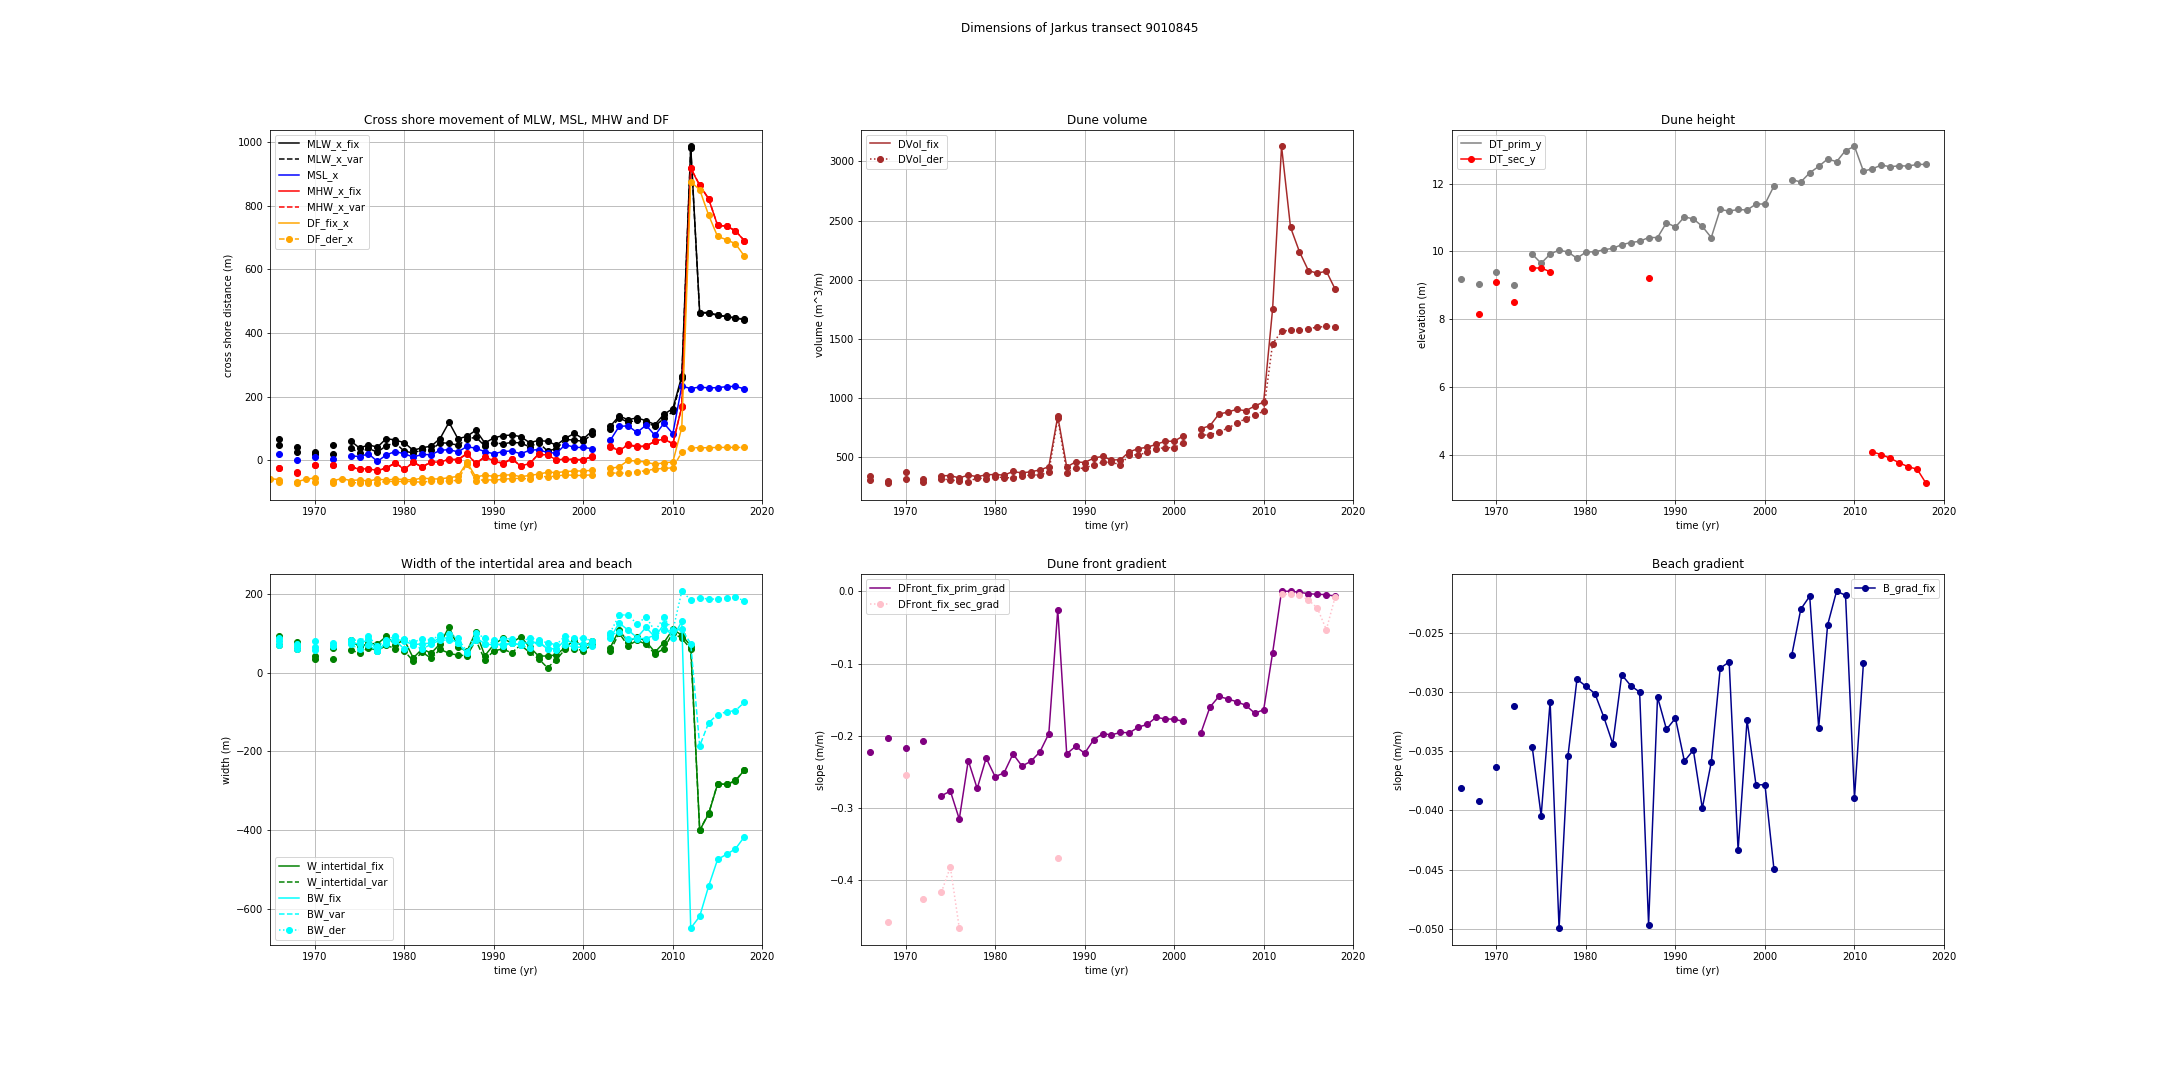 Dimensions of Jarkus transect 9010845
Cross shore movement of MLW, MSL, MHW and DF
cross shore distance (m)
1000
800
600
400
200
0
MLW_x_fix
MLW_x_var
MSL_x
MHW_x_fix
MHW_x_var
DF_fix_x
DF_der_x
1970 1980 1990 2000 2010 2020
time (yr)
Dune volume
volume (m^3/m)
3000
2500
2000
1500
1000
500
DVol_fix
DVol_der
1970 1980 1990 2000 2010 2020
time (yr)
Dune height
elevation (m)
12
10
8
6
4
DT_prim_y
DT_sec_y
1970 1980 1990 2000 2010 2020
time (yr)
Width of the intertidal area and beach
width (m)
200
0
−200
−400
−600
W_intertidal_fix
W_intertidal_var
BW_fix
BW_var
BW_der
1970 1980 1990 2000 2010 2020
time (yr)
Dune front gradient
slope (m/m)
0.0
−0.1
−0.2
−0.3
−0.4
DFront_fix_prim_grad
DFront_fix_sec_grad
1970 1980 1990 2000 2010 2020
time (yr)
Beach gradient
slope (m/m)
−0.025
−0.030
−0.035
−0.040
−0.045
−0.050
B_grad_fix
1970 1980 1990 2000 2010 2020
time (yr)